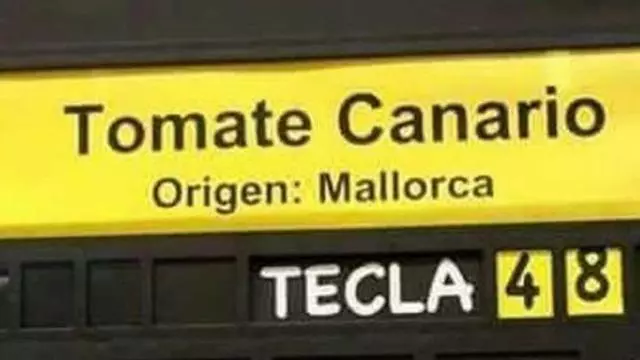 Tomate Canario
Origen: Mallorca
TECLA 48